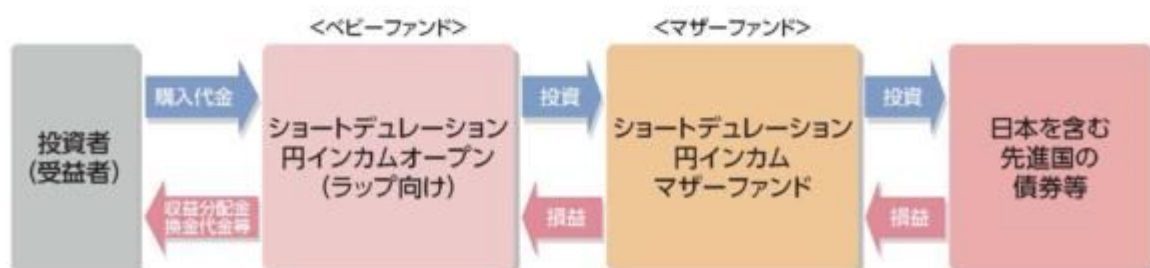 <ベビーファンド>
<マザーファンド>
投資者
(受益者)
購入代金
収益分配金
換金代金等
ショートデュレーション
円インカムオープン
(ラップ向け)
投資
損益
ショートデュレーション
円インカム
マザーファンド
投資
損益
日本を含む
先進国の
債券等